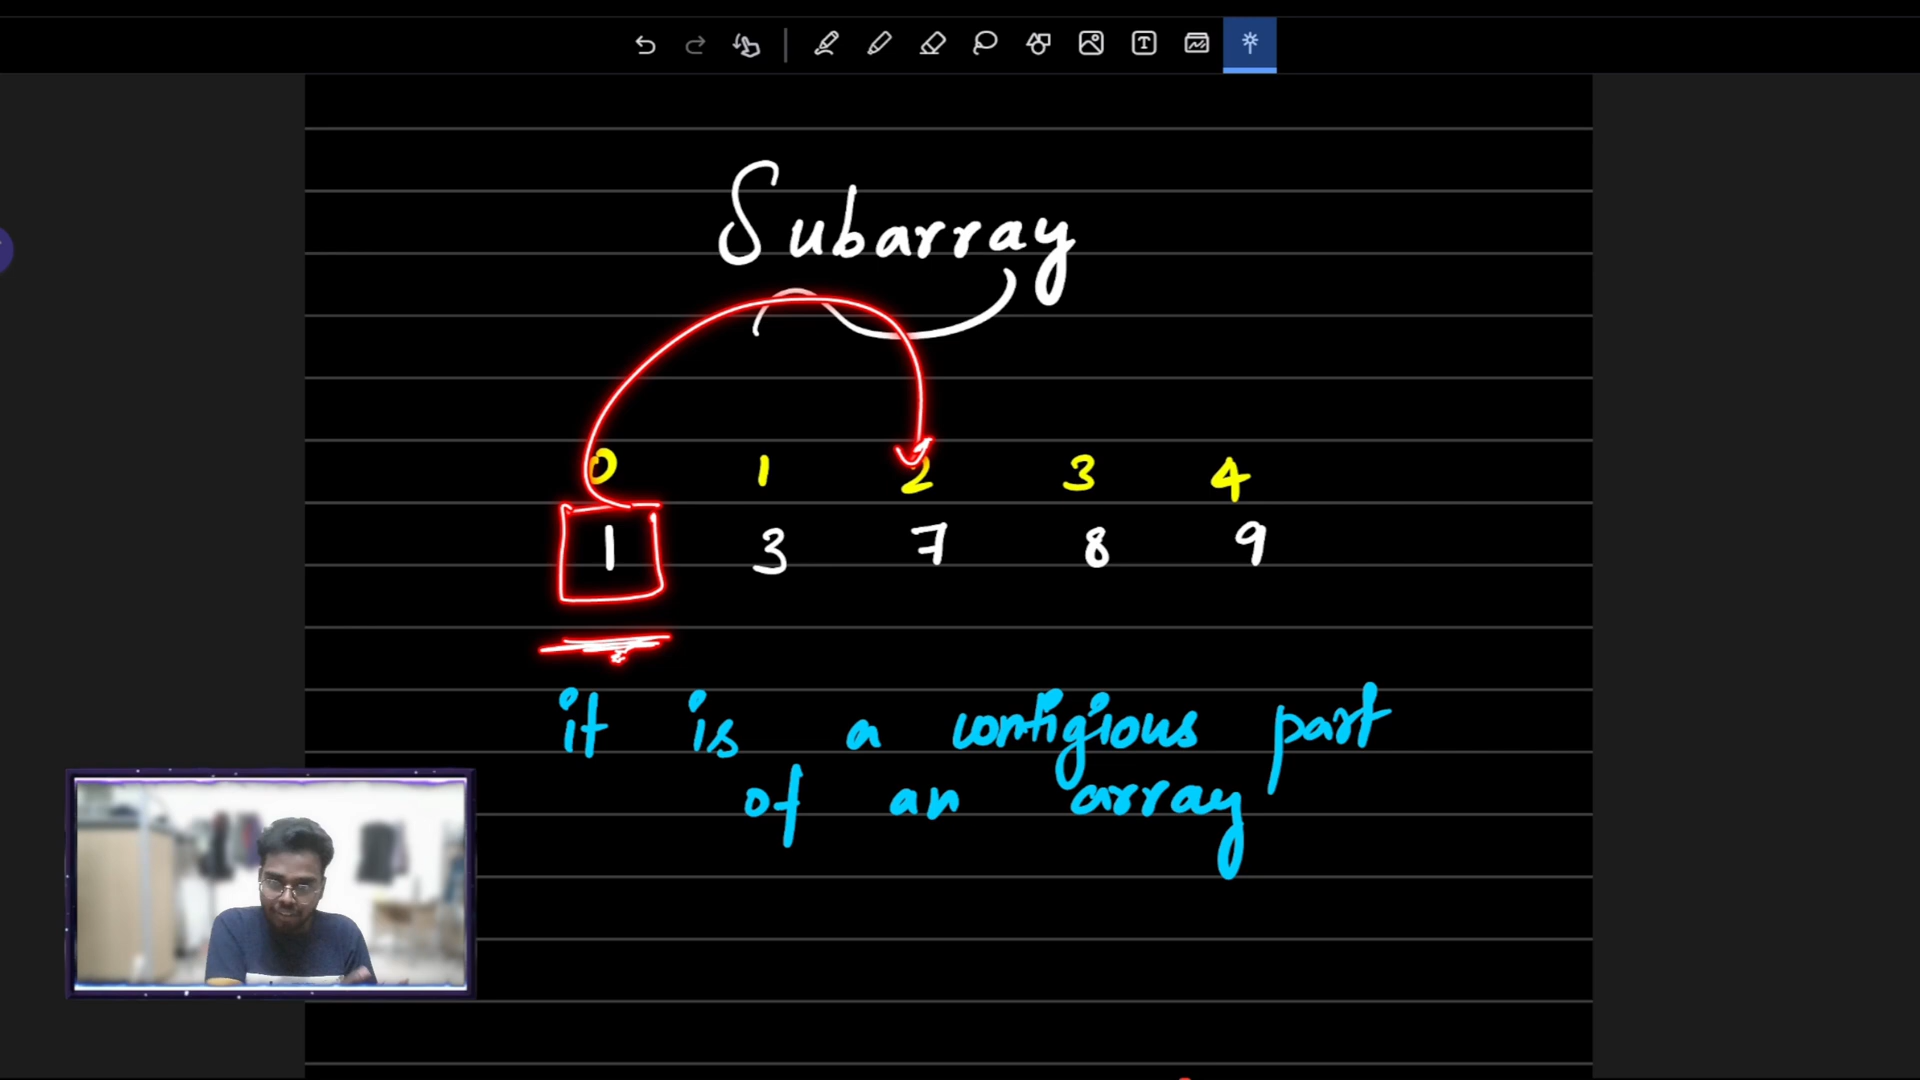 Subarray
0 1 2 3 4
1 3 7 8 9
it is a contigious part
of an array